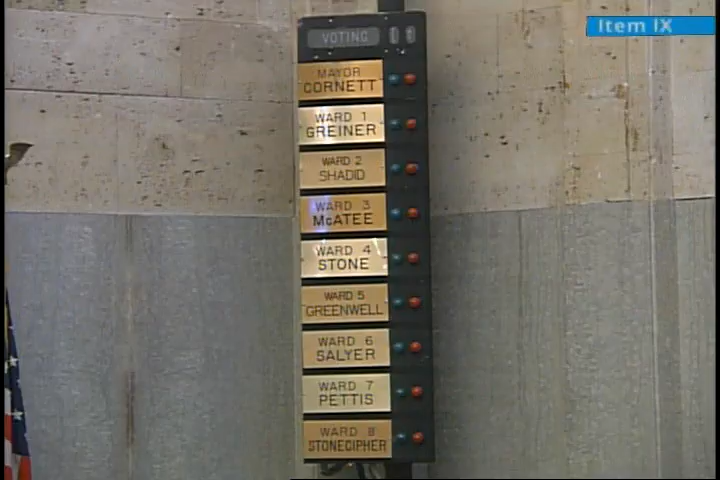 Item IX
VOTING
MAYOR
CORNETT
WARD 1
GREINER
WARD 2
SHADID
WARD 3
McATEE
WARD 4
STONE
WARD 5
GREENWELL
WARD 6
SALYER
WARD 7
PETTIS
WARD 8
STONECIPHER